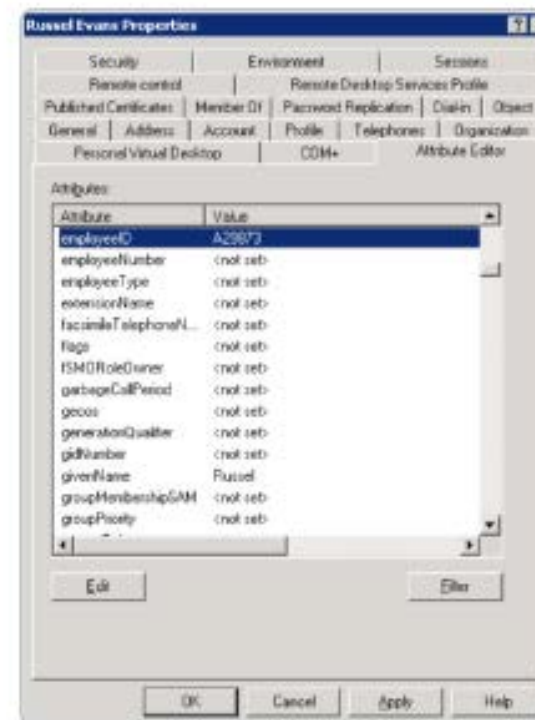 Russel Evans Properties
?
Security Environment Sessions
Remote control Remote Desktop Services Profile
Published Certificates Member Of Password Replication Dial-in Object
General Address Account Profile Telephones Organization
Personal Virtual Desktop COM+ Attribute Editor
Attributes:
Attribute Value
employeeID A29873
employeeNumber <not set>
employeeType <not set>
extensionName <not set>
facsimileTelephoneN... <not set>
flags <not set>
fSMORoleOwner <not set>
garbageCollPeriod <not set>
gecos <not set>
generationQualifier <not set>
gidNumber <not set>
givenName Russel
groupMembershipSAM <not set>
groupPriority <not set>
Edit Filter
OK Cancel Apply Help